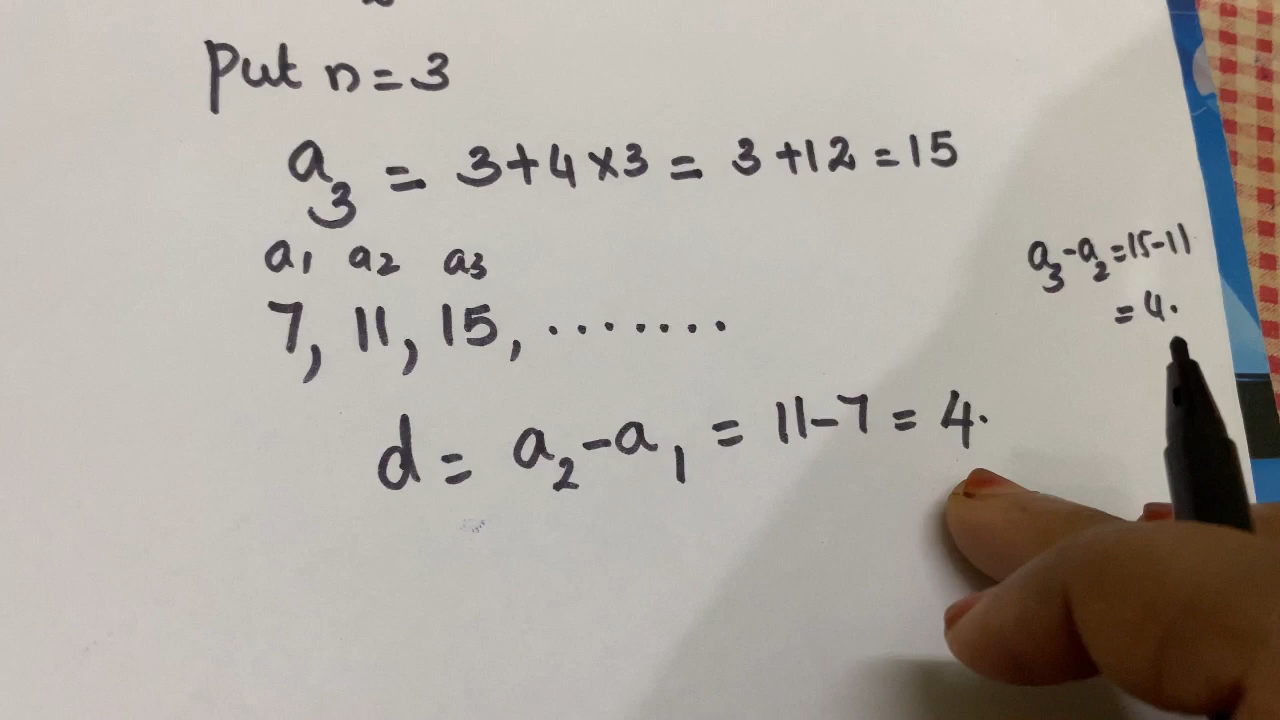 Put n=3
a₃ = 3+4×3 = 3+12=15
a₁ a₂ a₃
7, 11, 15, ........
d = a₂-a₁ = 11-7 = 4.
a₃-a₂=15-11
= 4.